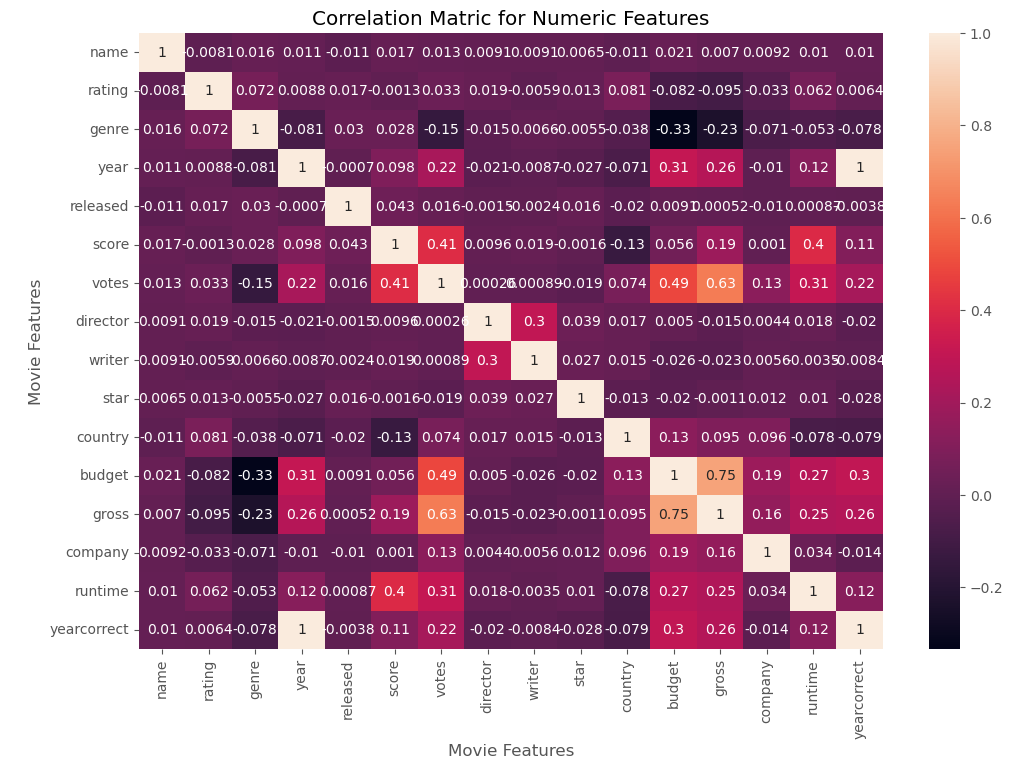 Correlation Matric for Numeric Features
name 1 -0.0081 0.016 0.011 -0.011 0.017 0.013 0.0091 0.0091 0.0065 -0.011 0.021 0.007 0.0092 0.01 0.01
rating -0.0081 1 0.072 0.0088 0.017 -0.0013 0.033 0.019 -0.0059 0.013 0.081 -0.082 -0.095 -0.033 0.062 0.0064
genre 0.016 0.072 1 -0.081 0.03 0.028 -0.15 -0.015 0.0066 -0.0055 -0.038 -0.33 -0.23 -0.071 -0.053 -0.078
year 0.011 0.0088 -0.081 1 -0.0007 0.098 0.22 -0.021 -0.0087 -0.027 -0.071 0.31 0.26 -0.01 0.12 1
released -0.011 0.017 0.03 -0.0007 1 0.043 0.016 -0.0015 -0.0024 0.016 -0.02 0.0091 0.00052 -0.01 0.00087 -0.0038
score 0.017 -0.0013 0.028 0.098 0.043 1 0.41 0.0096 0.019 -0.0016 -0.13 0.056 0.19 0.001 0.4 0.11
votes 0.013 0.033 -0.15 0.22 0.016 0.41 1 0.00026 0.00089 -0.019 0.074 0.49 0.63 0.13 0.31 0.22
director 0.0091 0.019 -0.015 -0.021 -0.0015 0.0096 0.00026 1 0.3 0.039 0.017 0.005 -0.015 0.0044 0.018 -0.02
writer 0.0091 -0.0059 0.0066 -0.0087 -0.0024 0.019 0.00089 0.3 1 0.027 0.015 -0.026 -0.023 0.0056 -0.0035 -0.0084
star 0.0065 0.013 -0.0055 -0.027 0.016 -0.0016 -0.019 0.039 0.027 1 -0.013 -0.02 -0.0011 0.012 0.01 -0.028
country -0.011 0.081 -0.038 -0.071 -0.02 -0.13 0.074 0.017 0.015 -0.013 1 0.13 0.095 0.096 -0.078 -0.079
budget 0.021 -0.082 -0.33 0.31 0.0091 0.056 0.49 0.005 -0.026 -0.02 0.13 1 0.75 0.19 0.27 0.3
gross 0.007 -0.095 -0.23 0.26 0.00052 0.19 0.63 -0.015 -0.023 -0.0011 0.095 0.75 1 0.16 0.25 0.26
company 0.0092 -0.033 -0.071 -0.01 -0.01 0.001 0.13 0.0044 0.0056 0.012 0.096 0.19 0.16 1 0.034 -0.014
runtime 0.01 0.062 -0.053 0.12 0.00087 0.4 0.31 0.018 -0.0035 0.01 -0.078 0.27 0.25 0.034 1 0.12
yearcorrect 0.01 0.0064 -0.078 1 -0.0038 0.11 0.22 -0.02 -0.0084 -0.028 -0.079 0.3 0.26 -0.014 0.12 1
name rating genre year released score votes director writer star country budget gross company runtime yearcorrect
Movie Features
Movie Features
1.0
0.8
0.6
0.4
0.2
0.0
−0.2